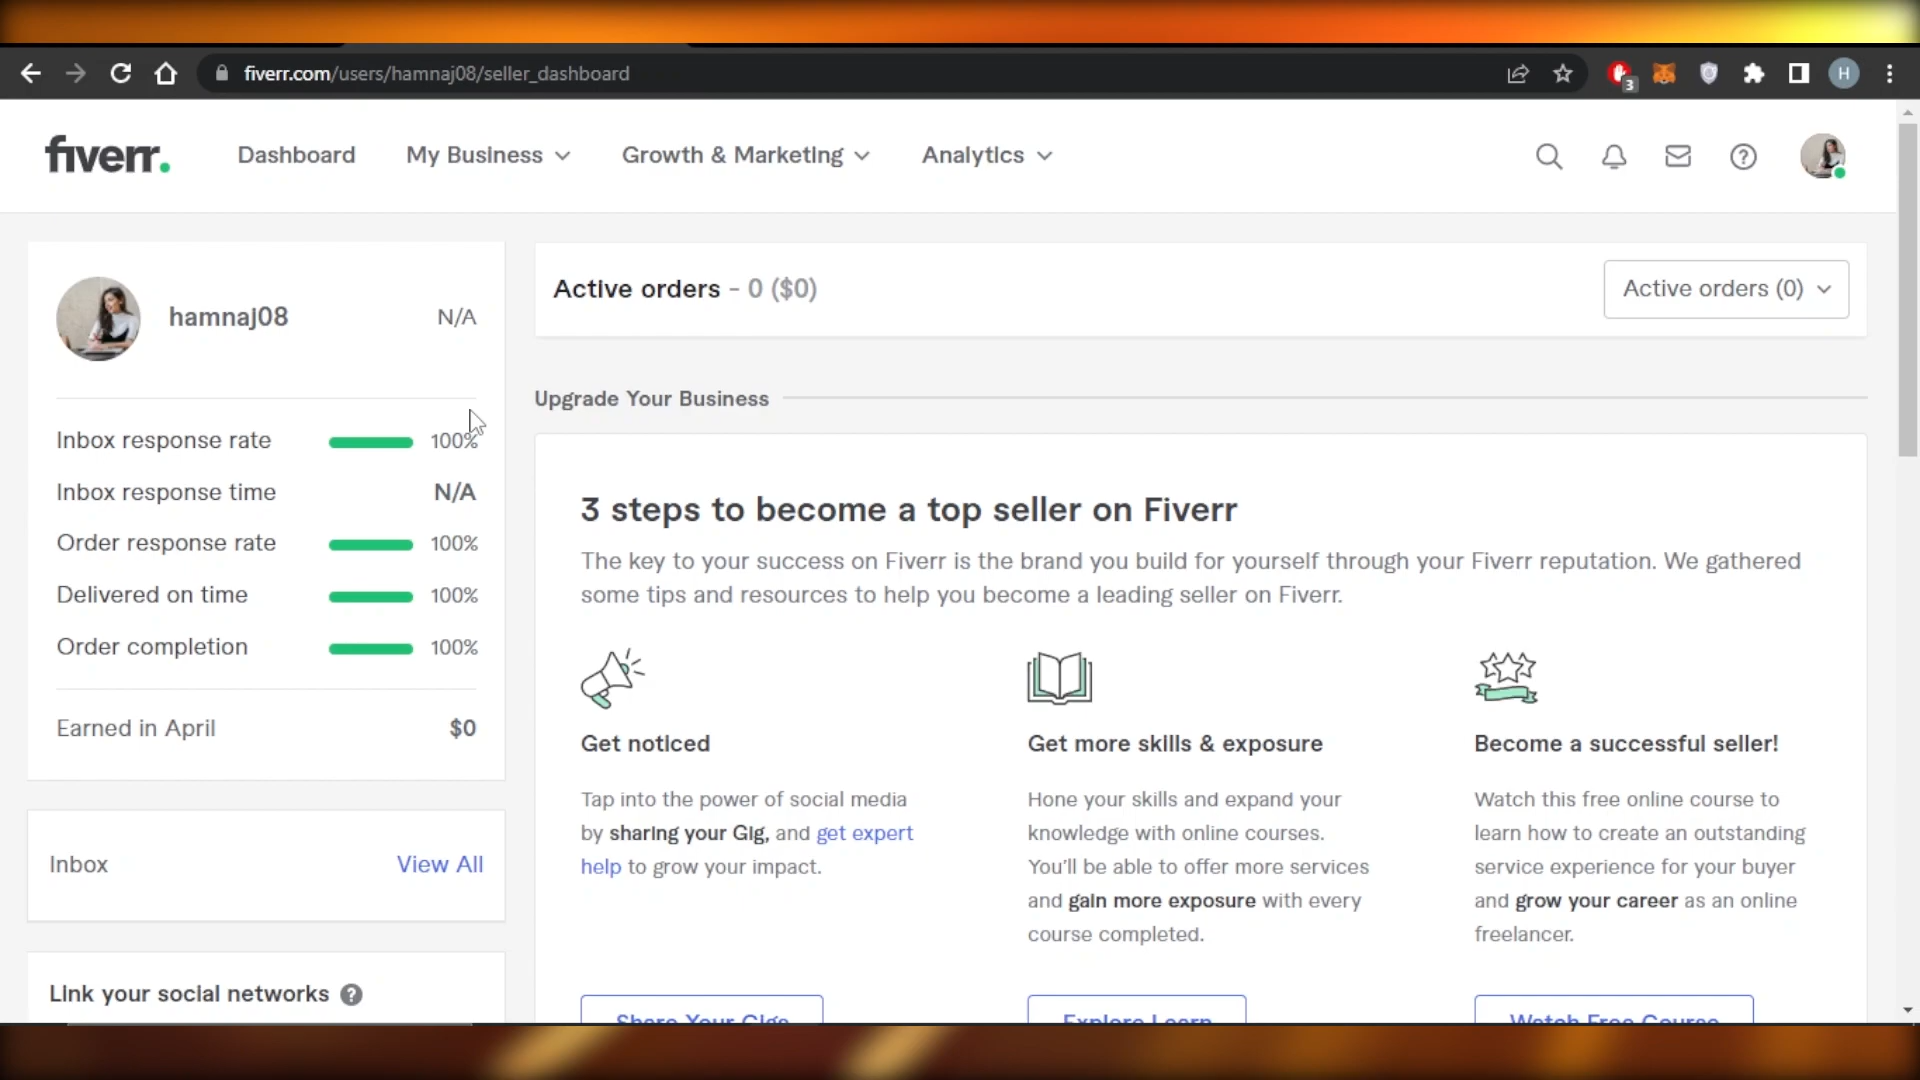 fiverr.com/users/hamnaj08/seller_dashboard
3
H
fiverr.
Dashboard
My Business
Growth & Marketing
Analytics
hamnaj08
N/A
Inbox response rate
100%
Inbox response time
N/A
Order response rate
100%
Delivered on time
100%
Order completion
100%
Earned in April
$0
Inbox
View All
Link your social networks
Active orders - 0 ($0)
Active orders (0)
Upgrade Your Business
3 steps to become a top seller on Fiverr
The key to your success on Fiverr is the brand you build for yourself through your Fiverr reputation. We gathered
some tips and resources to help you become a leading seller on Fiverr.
Get noticed
Tap into the power of social media
by sharing your Gig, and get expert
help to grow your impact.
Share Your Gigs
Get more skills & exposure
Hone your skills and expand your
knowledge with online courses.
You'll be able to offer more services
and gain more exposure with every
course completed.
Explore Learn
Become a successful seller!
Watch this free online course to
learn how to create an outstanding
service experience for your buyer
and grow your career as an online
freelancer.
Watch Free Course